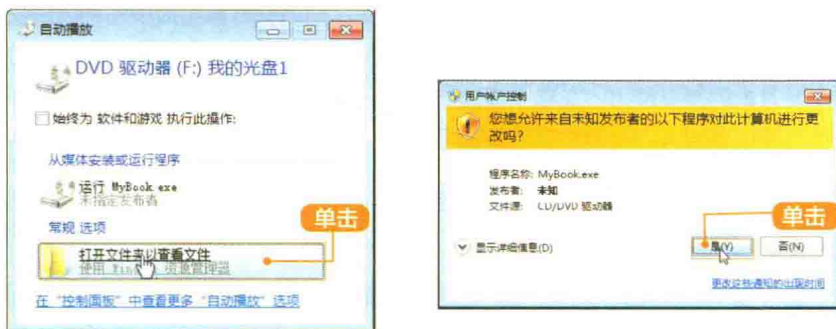 自动播放
DVD 驱动器 (F:) 我的光盘1
始终为 软件和游戏 执行此操作:
从媒体安装或运行程序
运行 MyBook.exe
未指定发布者
常规 选项
单击
打开文件夹以查看文件
使用 Windows 资源管理器
在“控制面板”中查看更多“自动播放”选项
用户帐户控制
您想允许来自未知发布者的以下程序对此计算机进行更
改吗?
程序名称: MyBook.exe
发布者: 未知
文件源: CD/DVD 驱动器
单击
显示详细信息(D)
是(Y)
否(N)
更改这些通知的出现时间